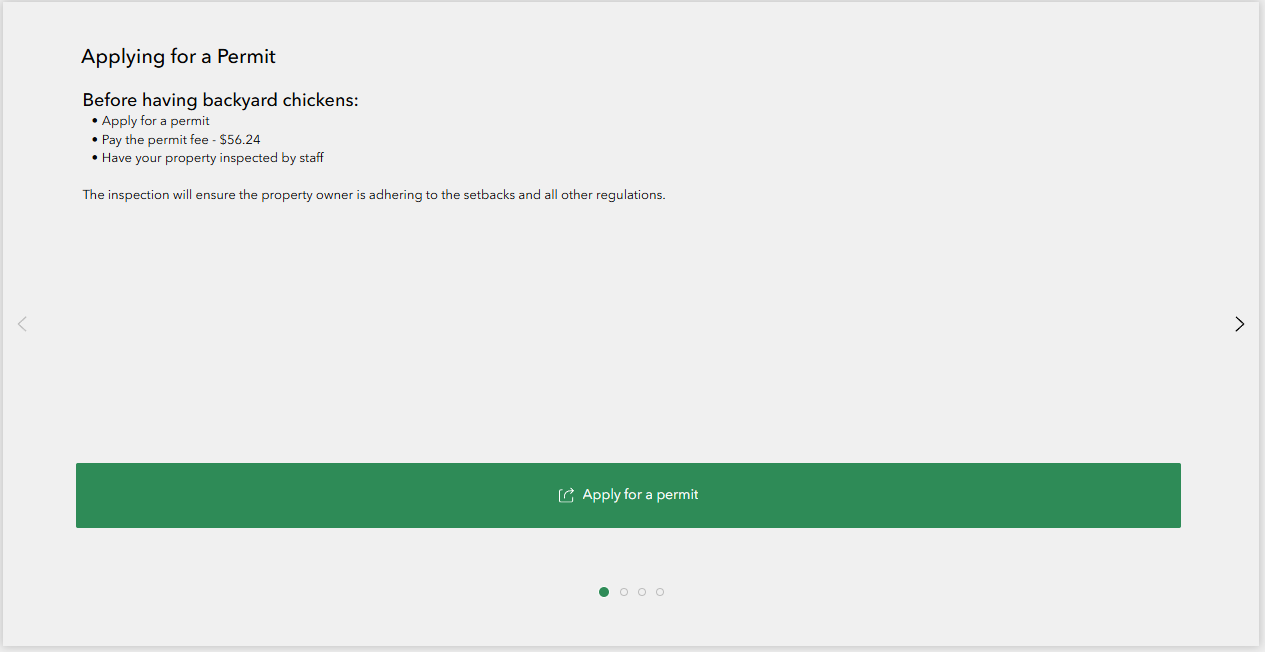 Applying for a Permit
Before having backyard chickens:
• Apply for a permit
• Pay the permit fee - $56.24
• Have your property inspected by staff
The inspection will ensure the property owner is adhering to the setbacks and all other regulations.
Apply for a permit